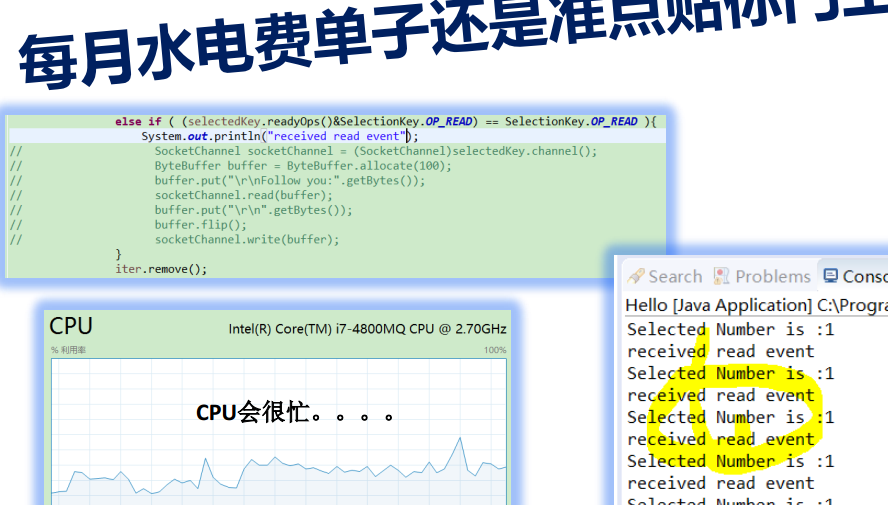 每月水电费单子还是准点贴你门上
else if ( (selectedKey.readyOps()&SelectionKey.OP_READ) == SelectionKey.OP_READ ){
System.out.println("received read event");
// SocketChannel socketChannel = (SocketChannel)selectedKey.channel();
// ByteBuffer buffer = ByteBuffer.allocate(100);
// buffer.put("\r\nFollow you:".getBytes());
// socketChannel.read(buffer);
// buffer.put("\r\n".getBytes());
// buffer.flip();
// socketChannel.write(buffer);
}
iter.remove();
Search Problems Conso
Hello [Java Application] C:\Progra
Selected Number is :1
received read event
Selected Number is :1
received read event
Selected Number is :1
received read event
Selected Number is :1
received read event
Selected Number is :1
CPU Intel(R) Core(TM) i7-4800MQ CPU @ 2.70GHz
% 利用率 100%
CPU会很忙。。。。